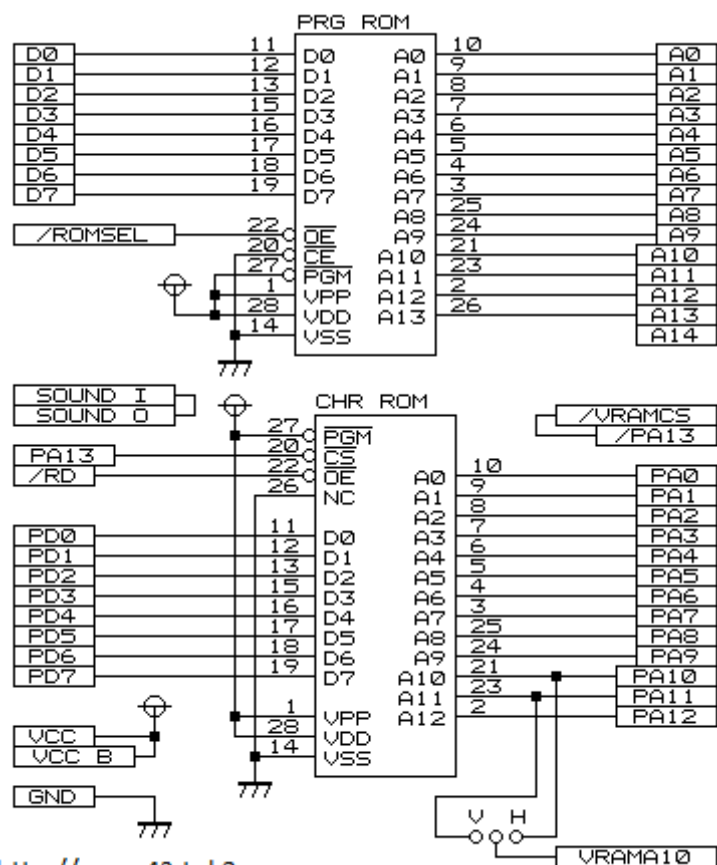 PRG ROM
D0 11 D0 A0 10 A0
D1 12 D1 A1 9 A1
D2 13 D2 A2 8 A2
D3 15 D3 A3 7 A3
D4 16 D4 A4 6 A4
D5 17 D5 A5 5 A5
D6 18 D6 A6 4 A6
D7 19 D7 A7 3 A7
A8 25 A8
/ROMSEL 22 OE A9 24 A9
20 CE A10 21 A10
27 PGM A11 23 A11
1 VPP A12 2 A12
28 VDD A13 26 A13
14 VSS A14
SOUND I
SOUND O
CHR ROM
/VRAMCS
/PA13
27 PGM
PA13 20 CS
/RD 22 OE A0 10 PA0
26 NC A1 9 PA1
A2 8 PA2
PD0 11 D0 A3 7 PA3
PD1 12 D1 A4 6 PA4
PD2 13 D2 A5 5 PA5
PD3 15 D3 A6 4 PA6
PD4 16 D4 A7 3 PA7
PD5 17 D5 A8 25 PA8
PD6 18 D6 A9 24 PA9
PD7 19 D7 A10 21 PA10
A11 23 PA11
1 VPP A12 2 PA12
VCC 28 VDD
VCC B 14 VSS
GND
V H
VRAMA10